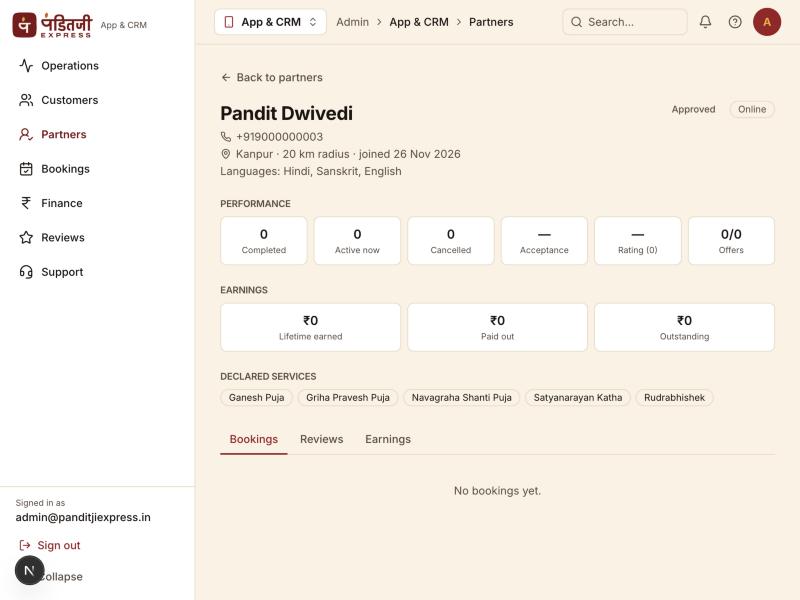 पंडितजी
EXPRESS
App & CRM
Operations
Customers
Partners
Bookings
Finance
Reviews
Support
Signed in as
admin@panditjiexpress.in
Sign out
N
ollapse
App & CRM
Admin > App & CRM > Partners
Search...
A
Back to partners
Pandit Dwivedi
Approved
Online
+919000000003
Kanpur · 20 km radius · joined 26 Nov 2026
Languages: Hindi, Sanskrit, English
PERFORMANCE
0 0 0 — — 0/0
Completed Active now Cancelled Acceptance Rating (0) Offers
EARNINGS
₹0 ₹0 ₹0
Lifetime earned Paid out Outstanding
DECLARED SERVICES
Ganesh Puja Griha Pravesh Puja Navagraha Shanti Puja Satyanarayan Katha Rudrabhishek
Bookings Reviews Earnings
No bookings yet.